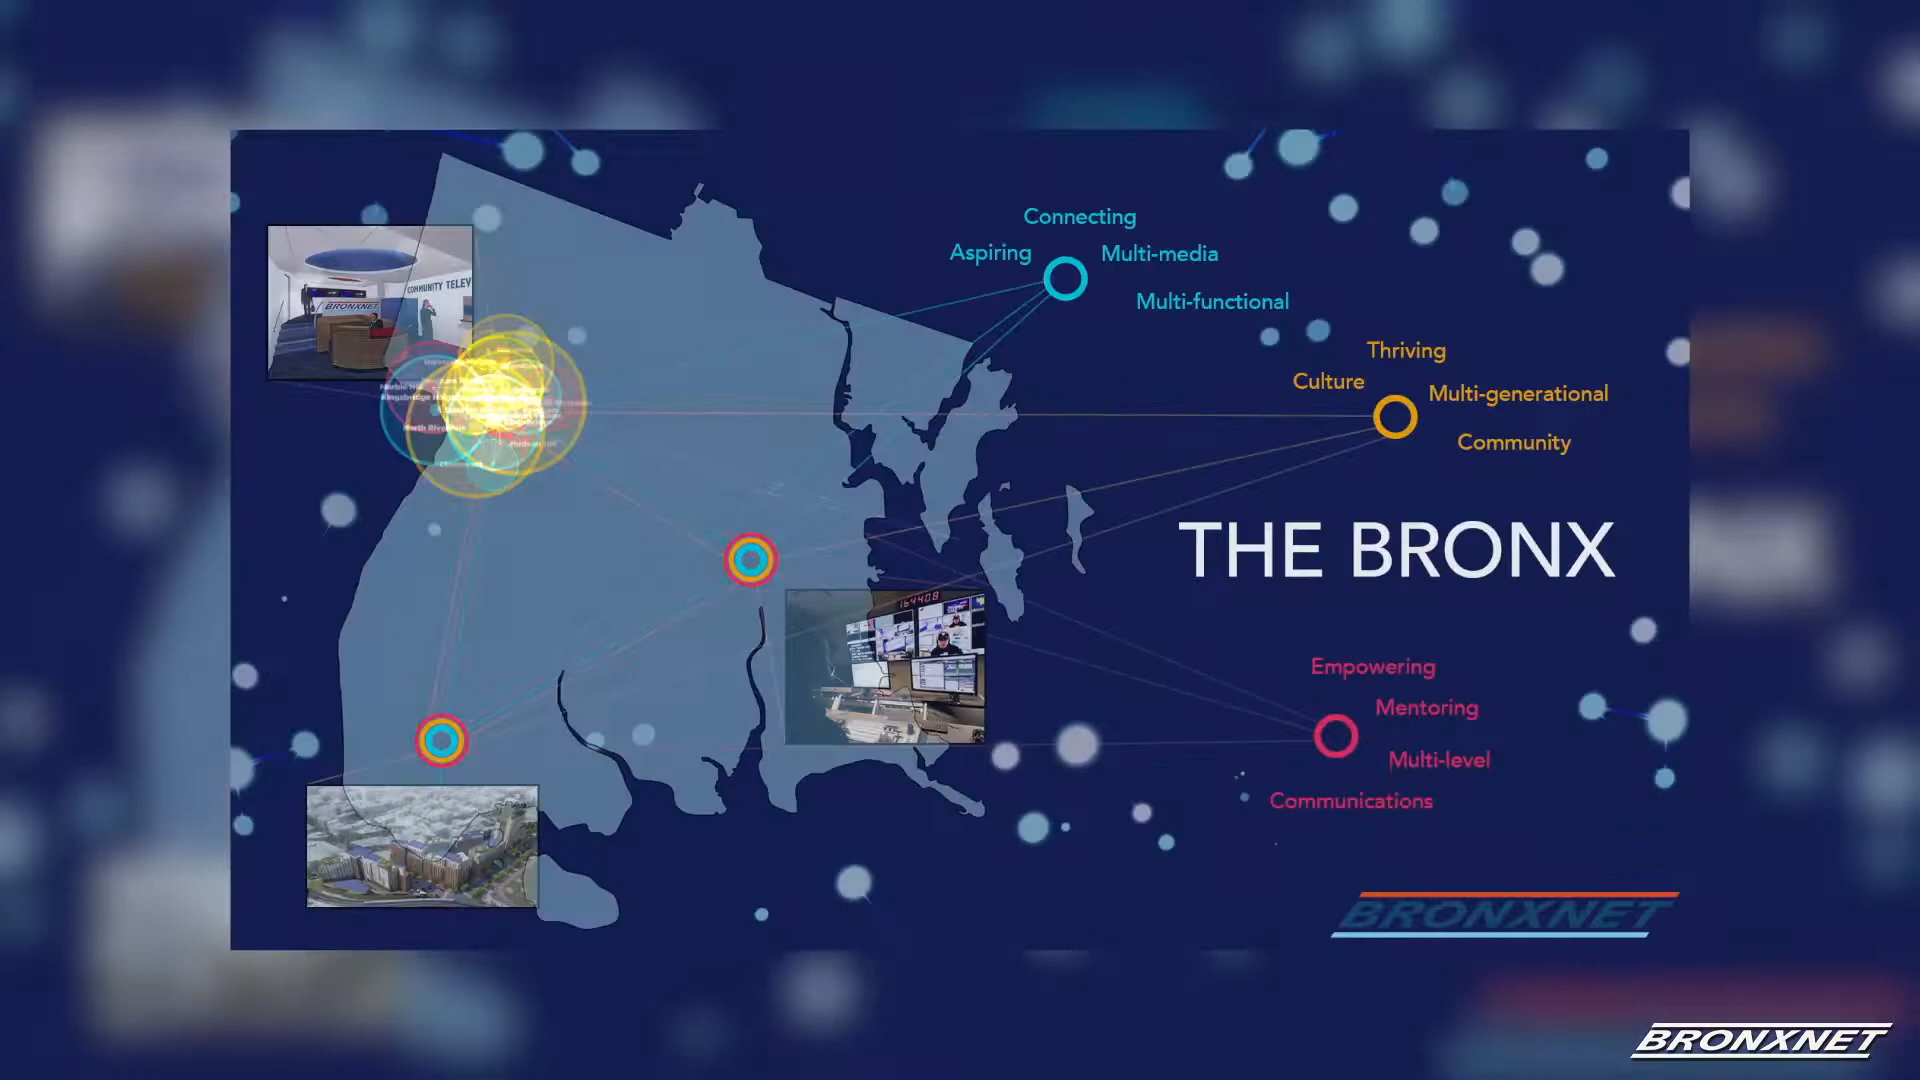 Connecting
Aspiring
Multi-media
Multi-functional
COMMUNITY TELEV
BRONXNET
Thriving
Culture
Multi-generational
Community
THE BRONX
164408
Empowering
Mentoring
Multi-level
Communications
BRONXNET
BRONXNET